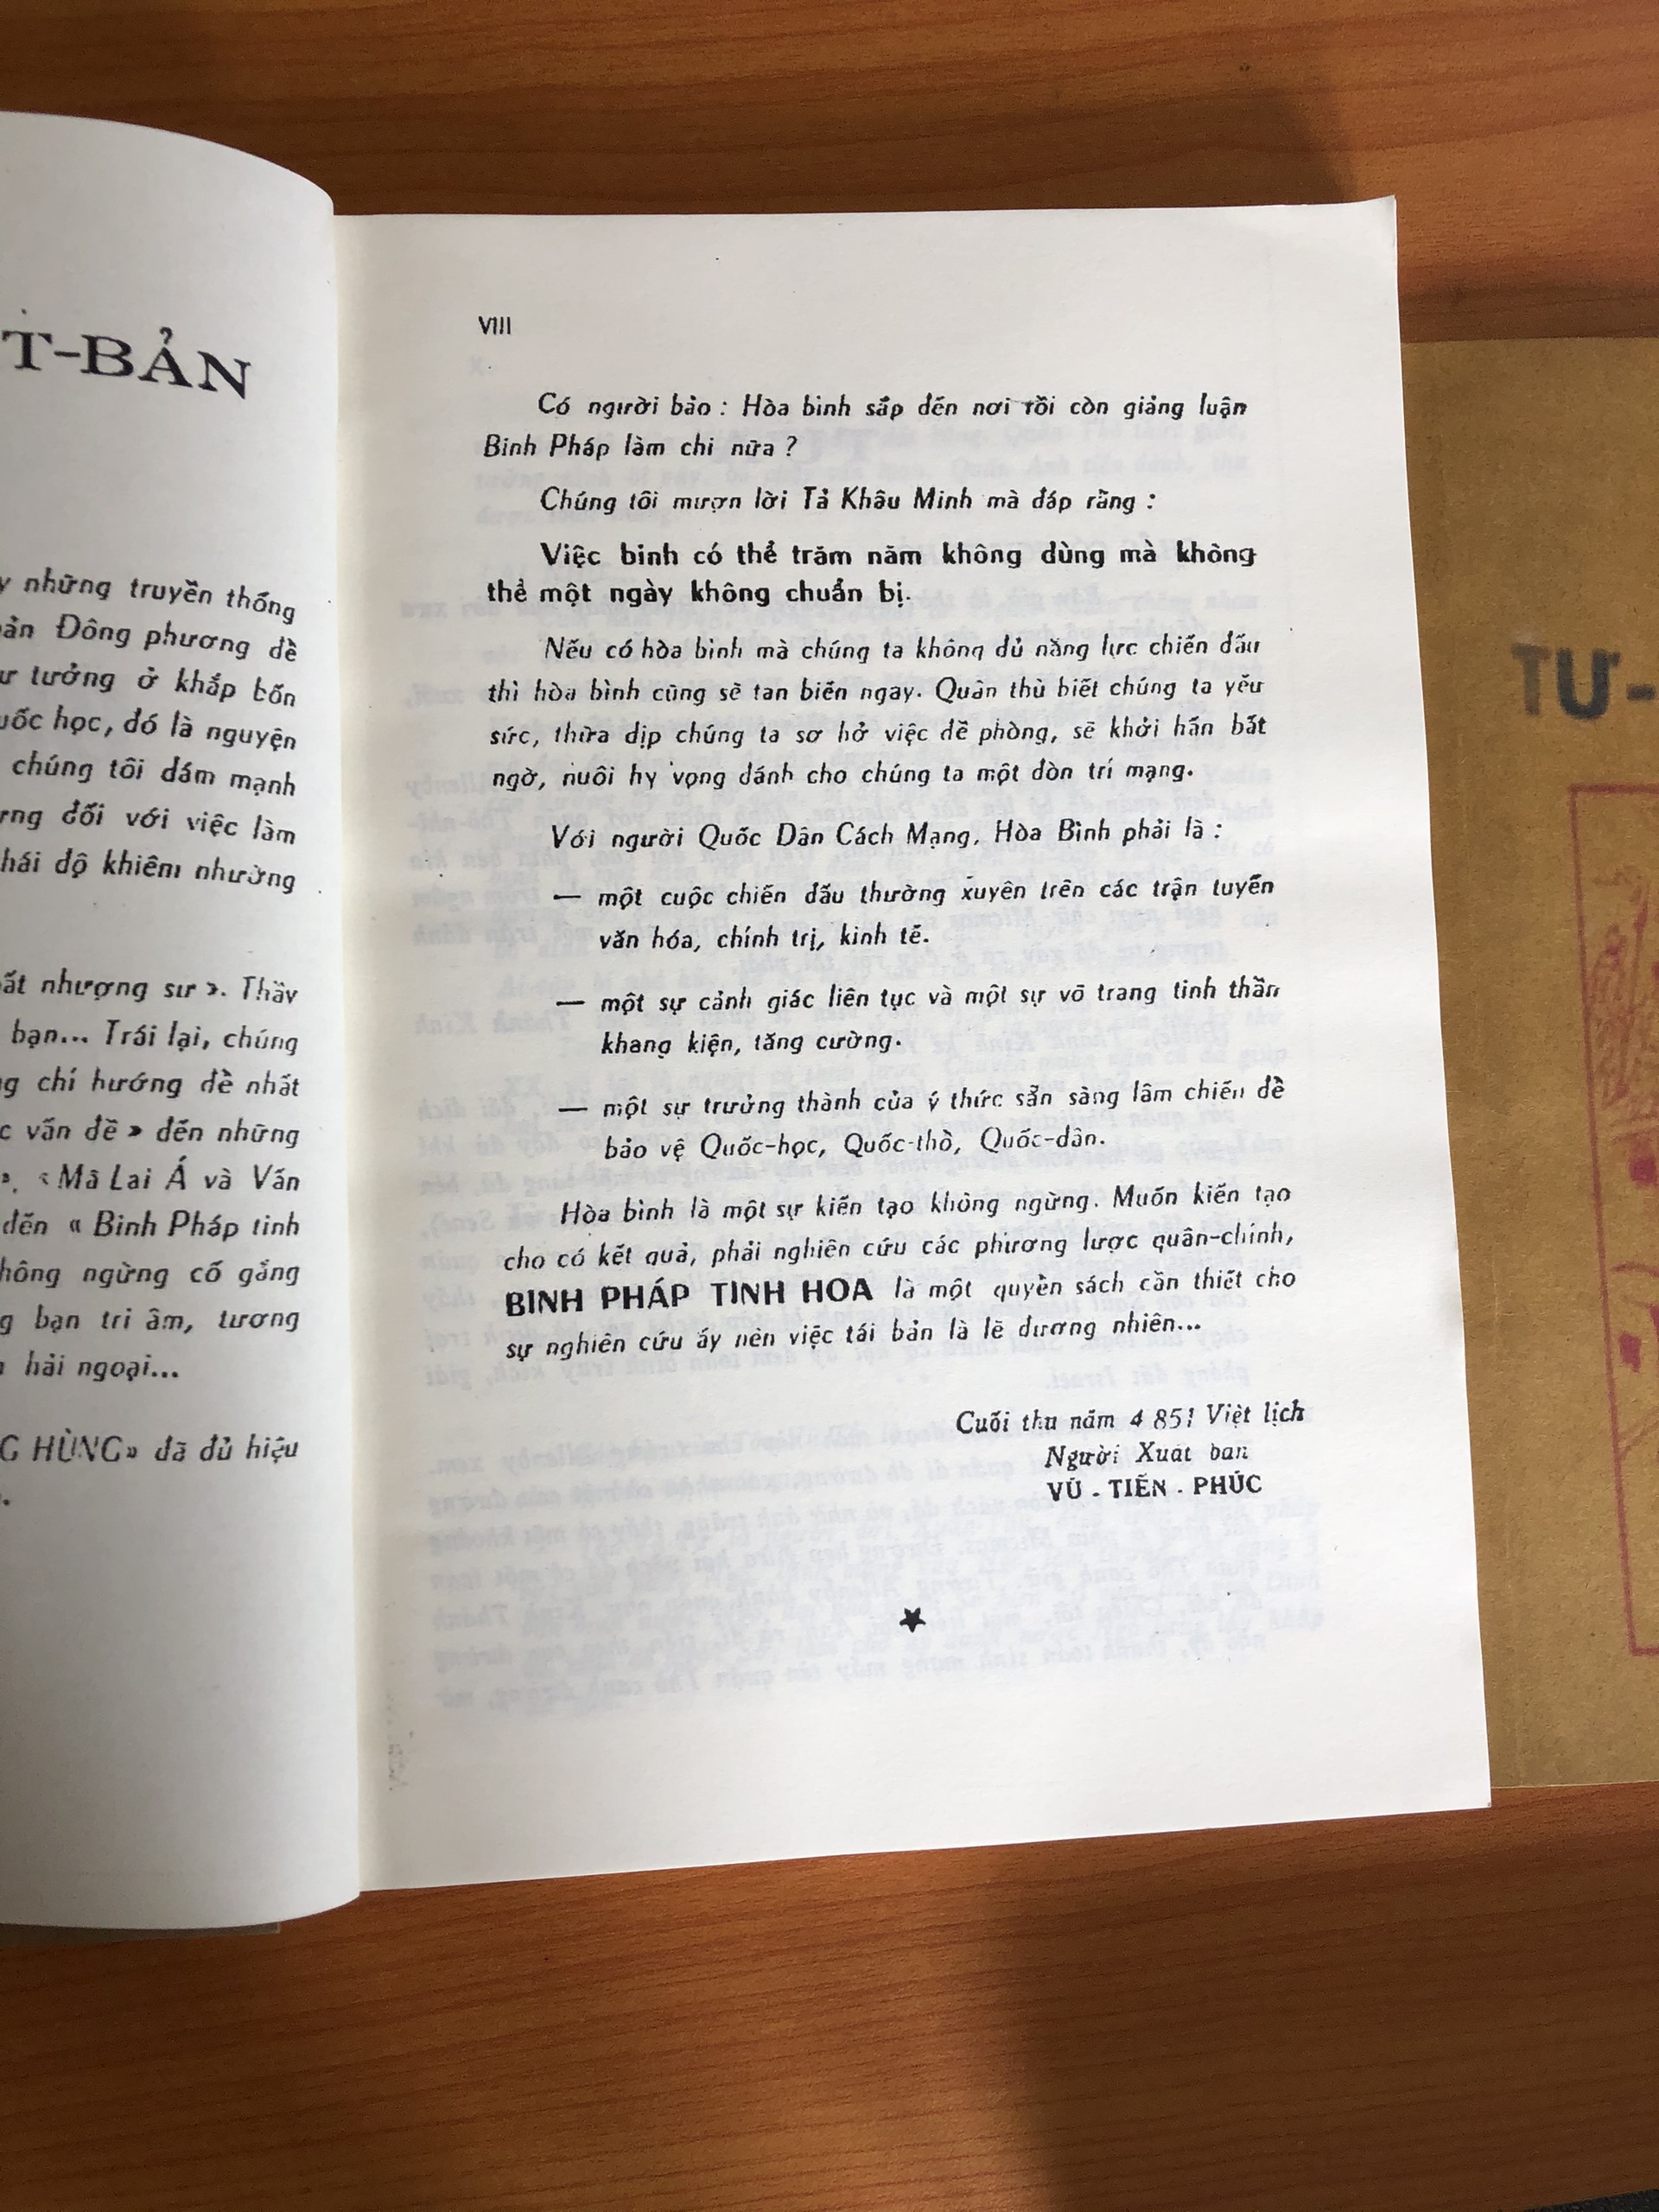 T-BẢN
những truyền thống
Đông phương để
tưởng ở khắp bốn
học, đó là nguyện
chúng tôi dám mạnh
đối với việc làm
độ khiêm nhường
nhượng sư ». Thầy
bạn... Trái lại, chúng
chí hướng để nhất
vấn đề » đến những
«Mã Lai Á và Văn
đến « Binh Pháp tinh
ngừng cố gắng
bạn tri âm, tương
hải ngoại...
HÙNG» đã đủ hiệu
VIII
Có người bảo : Hòa bình sắp đến nơi rồi còn giảng luận
Binh Pháp làm chi nữa ?
Chúng tôi mượn lời Tả Khâu Minh mà đáp rằng :
Việc binh có thể trăm năm không dùng mà không
thể một ngày không chuẩn bị.
Nếu có hòa bình mà chúng ta không đủ năng lực chiến đấu
thì hòa bình cũng sẽ tan biến ngay. Quân thù biết chúng ta yếu
sức, thừa dịp chúng ta sơ hở việc đề phòng, sẽ khởi hấn bất
ngờ, nuôi hy vọng đánh cho chúng ta một đòn trí mạng.
Với người Quốc Dân Cách Mạng, Hòa Bình phải là :
— một cuộc chiến đấu thường xuyên trên các trận tuyến
văn hóa, chính trị, kinh tế.
— một sự cảnh giác liên tục và một sự võ trang tinh thần
khang kiện, tăng cường.
— một sự trưởng thành của ý thức sẵn sàng lâm chiến để
bảo vệ Quốc-học, Quốc-thổ, Quốc-dân.
Hòa bình là một sự kiến tạo không ngừng. Muốn kiến tạo
cho có kết quả, phải nghiên cứu các phương lược quân-chính,
BINH PHÁP TINH HOA là một quyển sách cần thiết cho
sự nghiên cứu ấy nên việc tái bản là lẽ đương nhiên...
Cuối thu năm 4851 Việt lịch
Người Xuất bản
VŨ - TIẾN - PHÚC
TƯ-